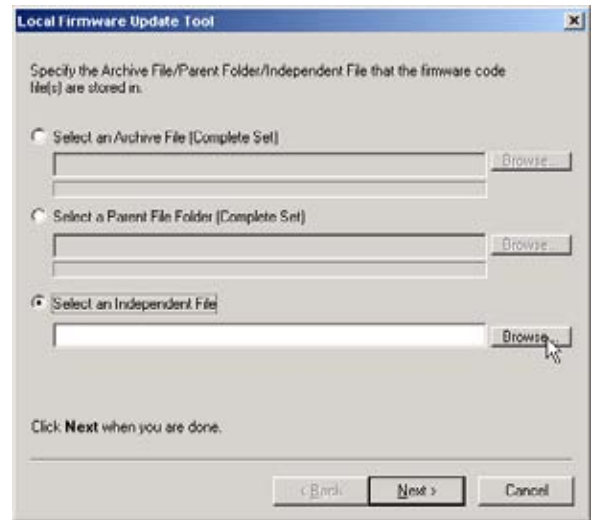 Local Firmware Update Tool
Specify the Archive File/Parent Folder/Independent File that the firmware code
file(s) are stored in.
Select an Archive File (Complete Set)
Browse...
Select a Parent File Folder (Complete Set)
Browse...
Select an Independent File
Browse...
Click Next when you are done.
< Back
Next >
Cancel